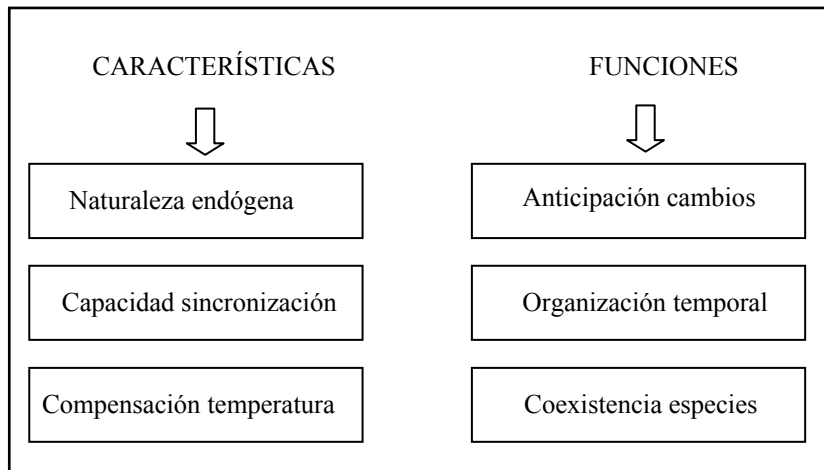 CARACTERÍSTICAS
Naturaleza endógena
Capacidad sincronización
Compensación temperatura
FUNCIONES
Anticipación cambios
Organización temporal
Coexistencia especies